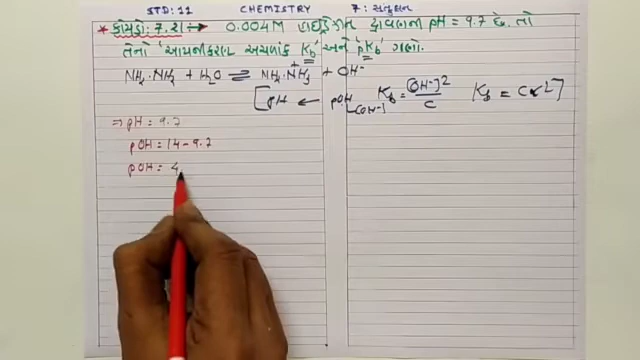 STD: 11 CHEMISTRY 7: સંતુલન
* કોયડો: 7.21 → 0.004M હાઇડ્રેઝીન દ્રાવણની pH = 9.7 છે. તો
તેનો 'આયનીકરણ અચળાંક Kb' અને 'pKb' ગણો.
NH₂·NH₂ + H₂O ⇌ NH₂·N⁺H₃ + OH⁻
[pH ← pOH [OH⁻] Kb = [OH⁻]²/C Kb = Cα²]
⇒ pH = 9.7
pOH = 14 - 9.7
pOH = 4